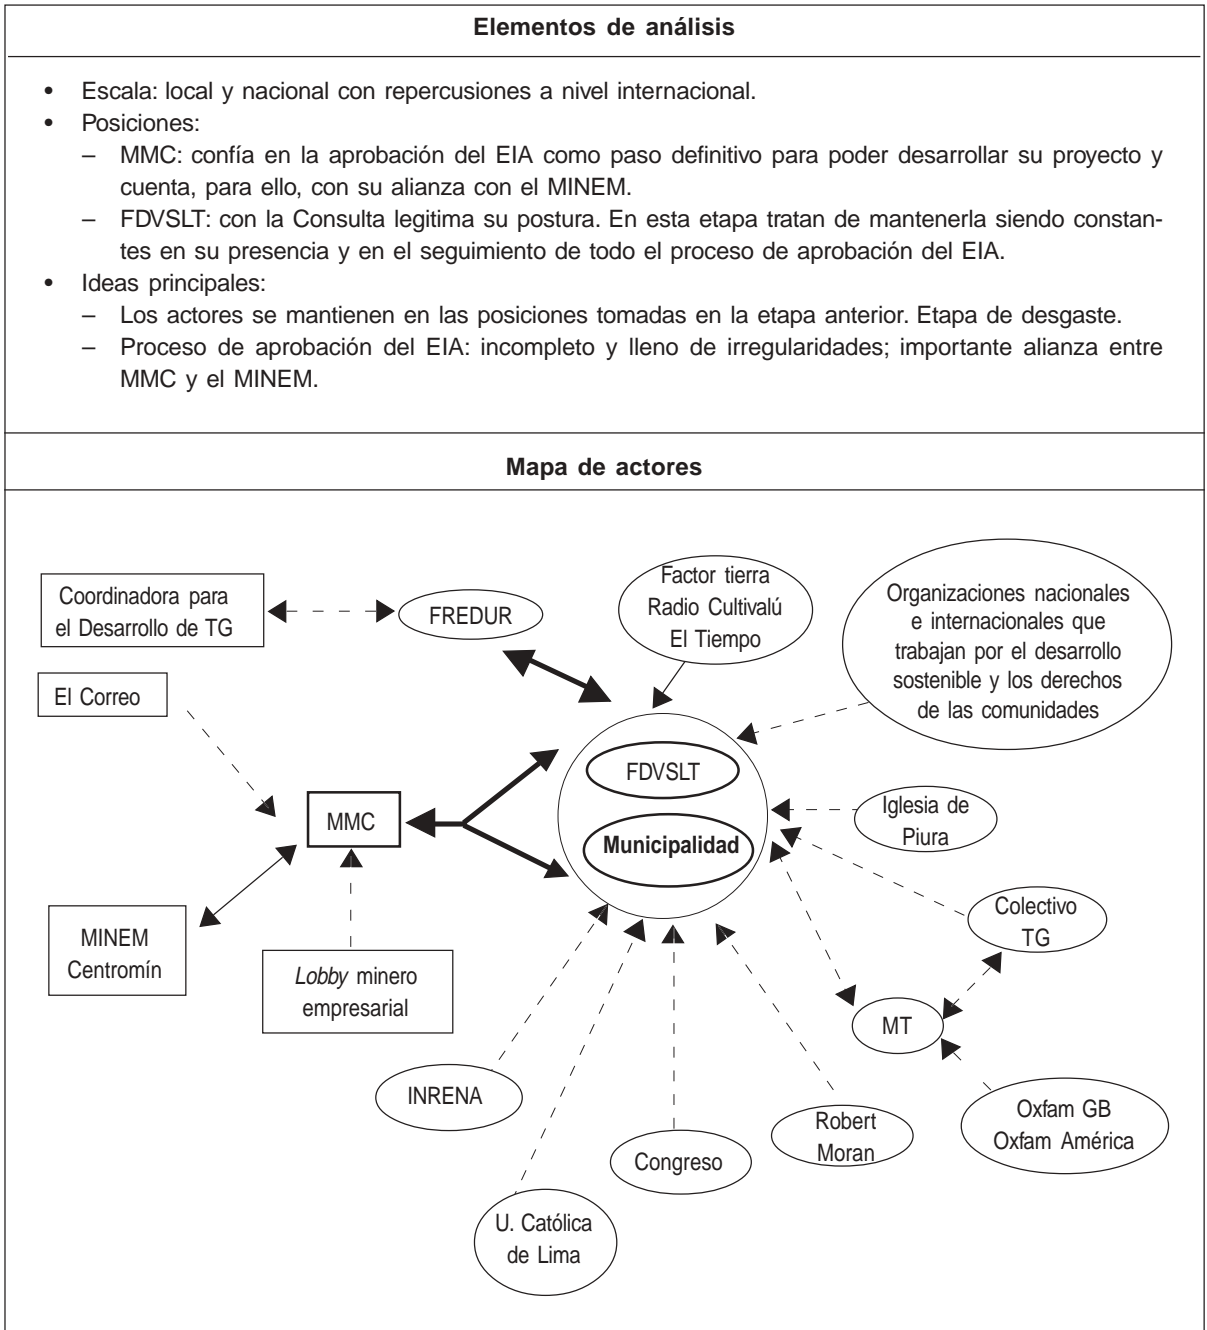 Elementos de análisis
• Escala: local y nacional con repercusiones a nivel internacional.
• Posiciones:
– MMC: confía en la aprobación del EIA como paso definitivo para poder desarrollar su proyecto y
cuenta, para ello, con su alianza con el MINEM.
– FDVSLT: con la Consulta legitima su postura. En esta etapa tratan de mantenerla siendo constan-
tes en su presencia y en el seguimiento de todo el proceso de aprobación del EIA.
• Ideas principales:
– Los actores se mantienen en las posiciones tomadas en la etapa anterior. Etapa de desgaste.
– Proceso de aprobación del EIA: incompleto y lleno de irregularidades; importante alianza entre
MMC y el MINEM.
Mapa de actores
Coordinadora para
el Desarrollo de TG
FREDUR
Factor tierra
Radio Cultivalú
El Tiempo
Organizaciones nacionales
e internacionales que
trabajan por el desarrollo
sostenible y los derechos
de las comunidades
El Correo
FDVSLT
MMC
Municipalidad
Iglesia de
Piura
MINEM
Centromín
Lobby minero
empresarial
Colectivo
TG
MT
INRENA
Congreso
Robert
Moran
Oxfam GB
Oxfam América
U. Católica
de Lima